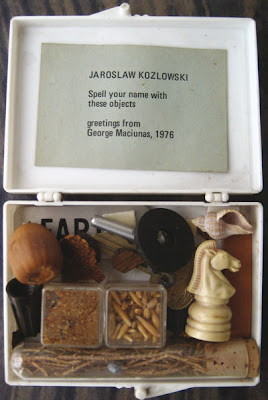 JAROSLAW KOZLOWSKI
Spell your name with
these objects
greetings from
George Maciunas, 1976